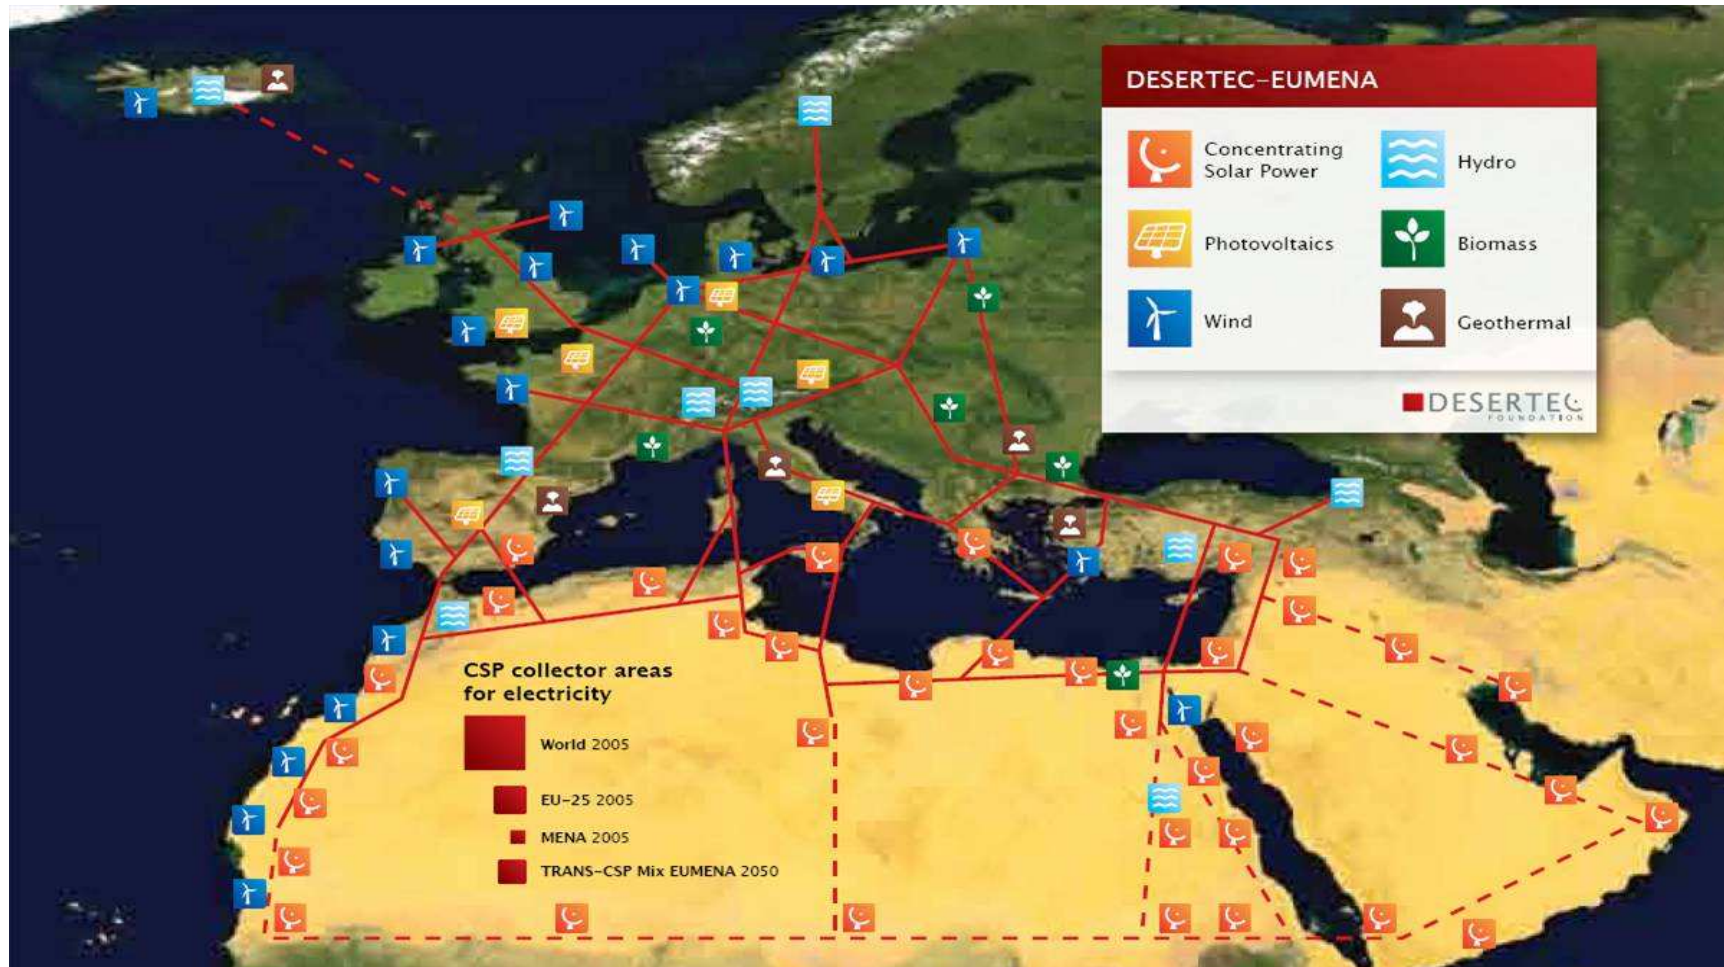 DESERTEC–EUMENA
Concentrating
Solar Power
Hydro
Photovoltaics
Biomass
Wind
Geothermal
DESERTEC
FOUNDATION
CSP collector areas
for electricity
World 2005
EU–25 2005
MENA 2005
TRANS–CSP Mix EUMENA 2050